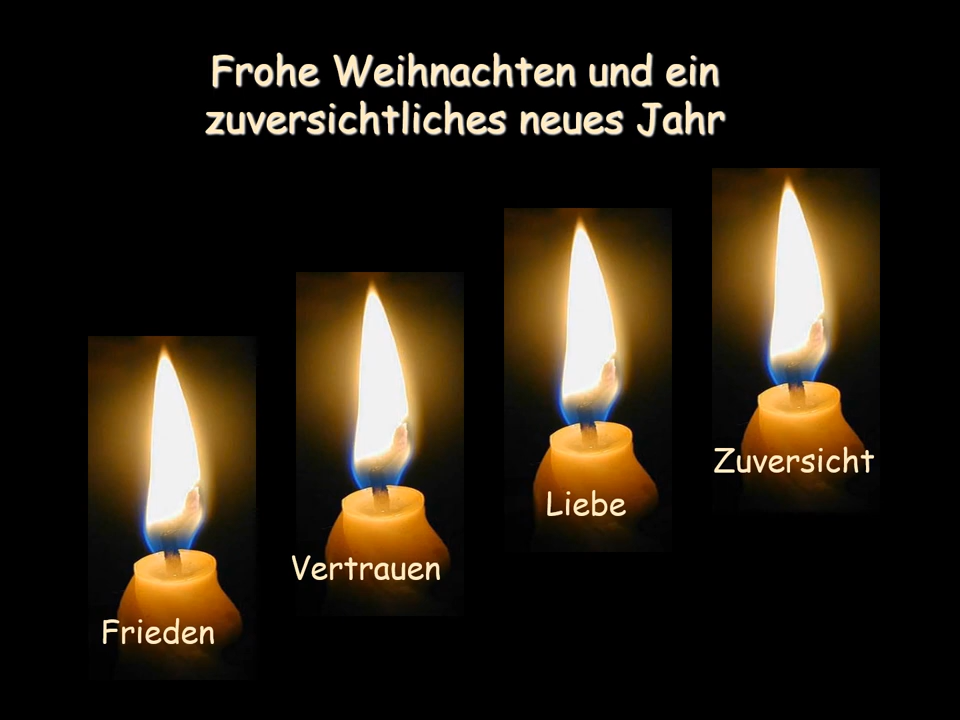 Frohe Weihnachten und ein
zuversichtliches neues Jahr
Zuversicht
Liebe
Vertrauen
Frieden